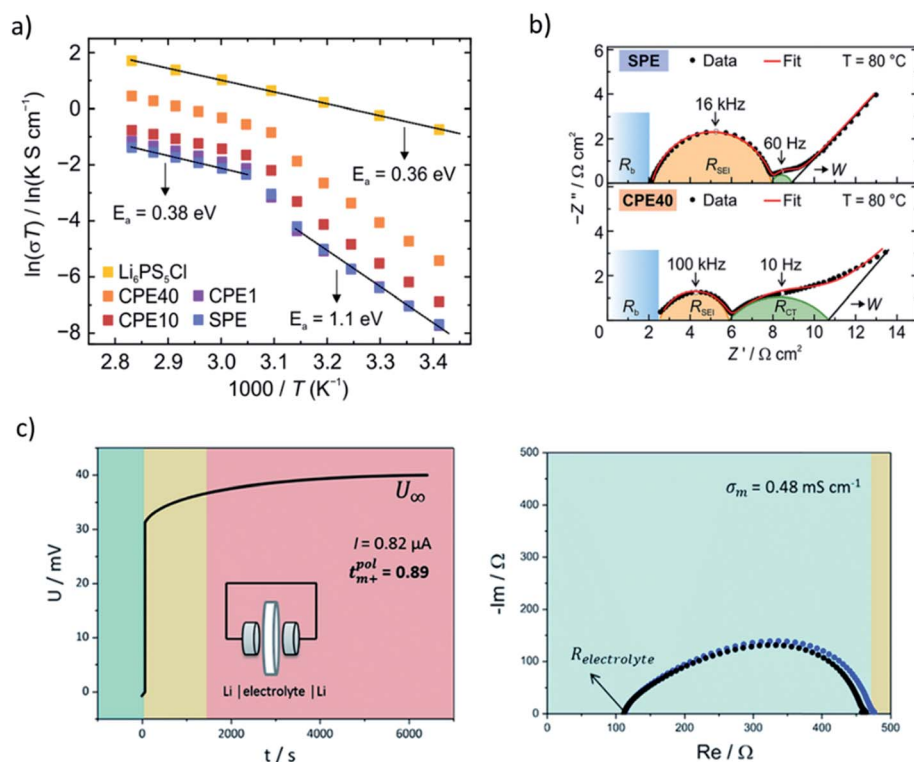 a)
ln(σT) / ln(K S cm⁻¹)
2
0
−2
−4
−6
−8
Eₐ = 0.36 eV
Eₐ = 0.38 eV
Eₐ = 1.1 eV
Li₆PS₅Cl
CPE40 CPE1
CPE10 SPE
2.8 2.9 3.0 3.1 3.2 3.3 3.4
1000 / T (K⁻¹)
b)
−Z'' / Ω cm²
−6
SPE Data Fit T = 80 °C
−4
16 kHz
−2
60 Hz
R_b R_SEI W
0
CPE40 Data Fit T = 80 °C
4
100 kHz 10 Hz
2
R_b R_SEI R_CT W
0
0 2 4 6 8 10 12 14
Z' / Ω cm²
c)
U / mV
40
30
20
10
0
U∞
I = 0.82 µA
t_{m+}^{pol} = 0.89
Li | electrolyte | Li
0 2000 4000 6000
t / s
-Im / Ω
500
400
300
200
100
0
σₘ = 0.48 mS cm⁻¹
R_electrolyte
0 100 200 300 400 500
Re / Ω